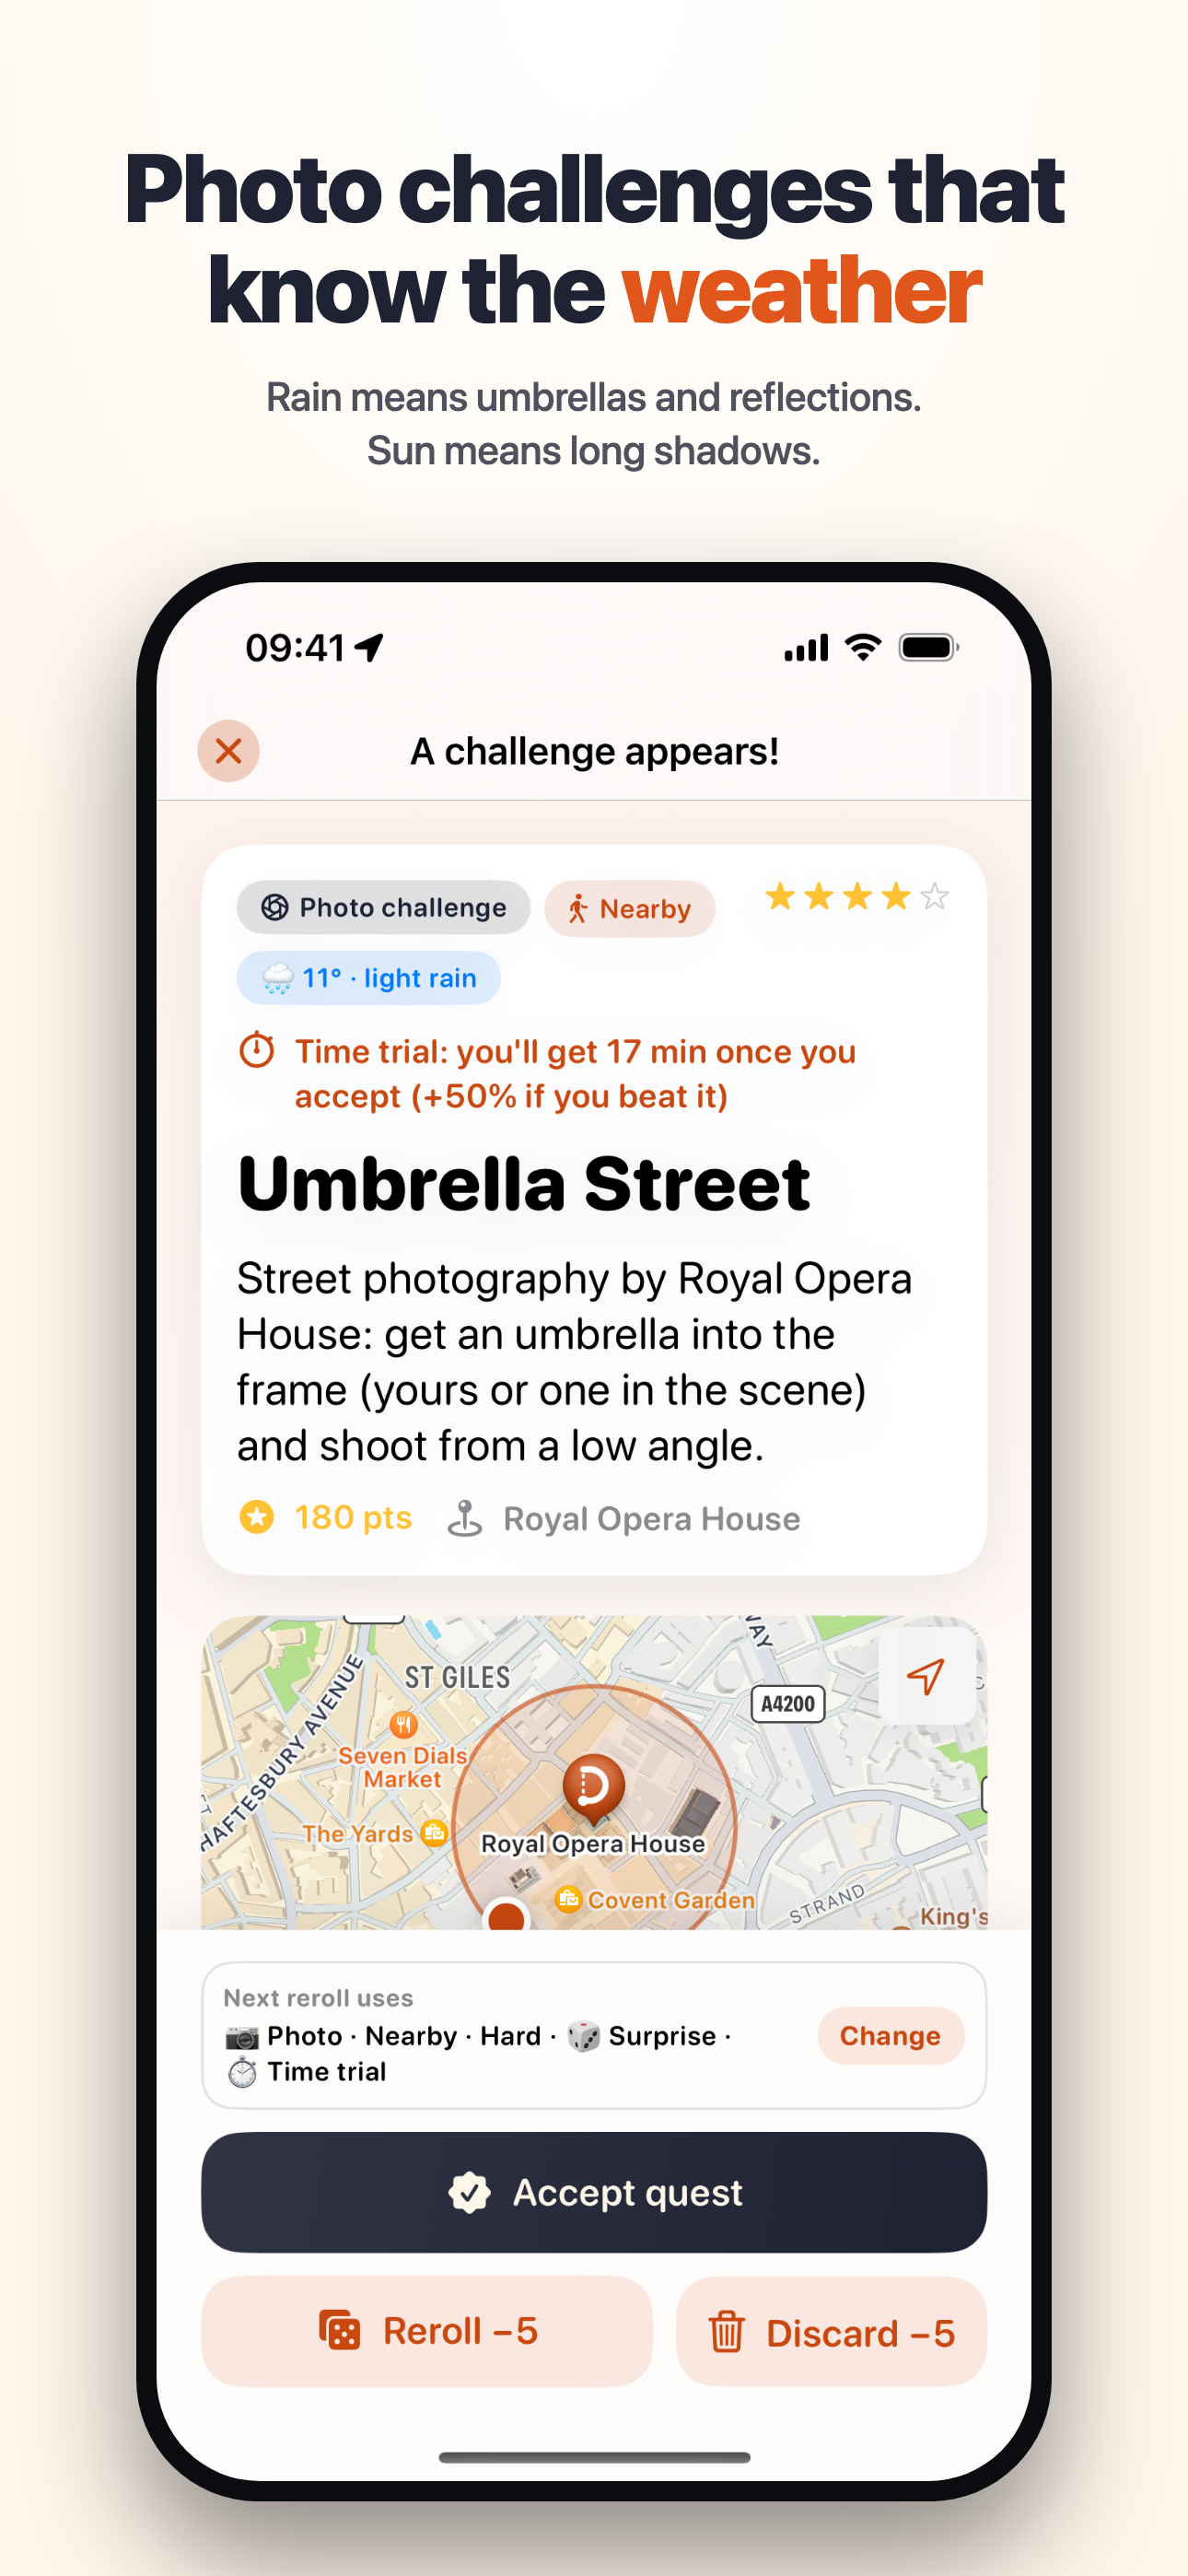 Photo challenges that
know the weather
Rain means umbrellas and reflections.
Sun means long shadows.
09:41
A challenge appears!
Photo challenge
Nearby
11° · light rain
Time trial: you'll get 17 min once you
accept (+50% if you beat it)
Umbrella Street
Street photography by Royal Opera
House: get an umbrella into the
frame (yours or one in the scene)
and shoot from a low angle.
180 pts
Royal Opera House
ST GILES
A4200
HAFTESBURY AVENUE
WAY
Seven Dials
Market
The Yards
Royal Opera House
Covent Garden
STRAND
King's
Next reroll uses
Photo · Nearby · Hard · Surprise ·
Time trial
Change
Accept quest
Reroll −5
Discard −5